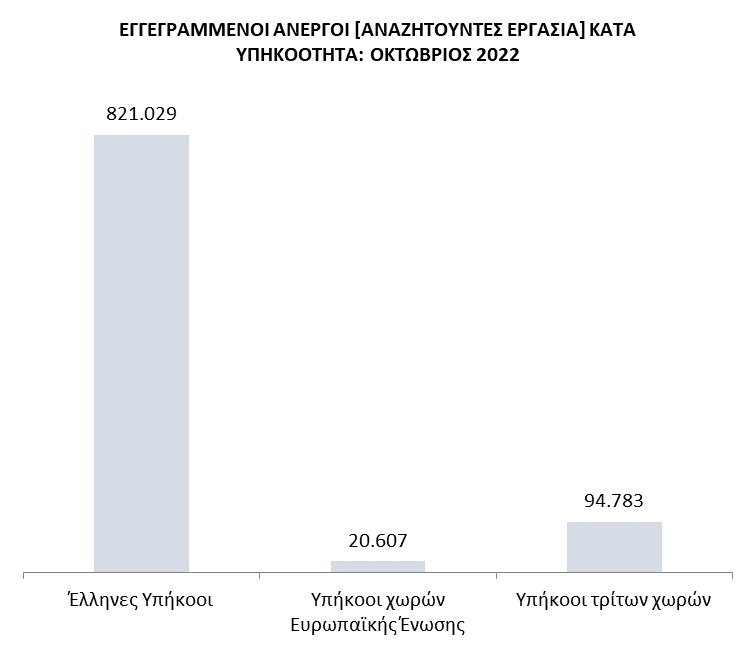 ΕΓΓΕΓΡΑΜΜΕΝΟΙ ΑΝΕΡΓΟΙ [ΑΝΑΖΗΤΟΥΝΤΕΣ ΕΡΓΑΣΙΑ] ΚΑΤΑ
ΥΠΗΚΟΟΤΗΤΑ: ΟΚΤΩΒΡΙΟΣ 2022
821.029
20.607
94.783
Έλληνες Υπήκοοι
Υπήκοοι χωρών
Ευρωπαϊκής Ένωσης
Υπήκοοι τρίτων χωρών